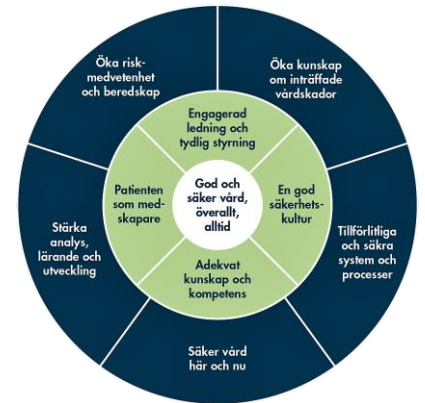 Öka risk-
medvetenhet
och beredskap
Öka kunskap
om inträffade
vårdskador
Engagerad
ledning och
tydlig styrning
Patienten
som med-
skapare
God och
säker vård,
överallt,
alltid
En god
säkerhets-
kultur
Adekvat
kunskap och
kompetens
Stärka
analys,
lärande och
utveckling
Tillförlitliga
och säkra
system och
processer
Säker vård
här och nu